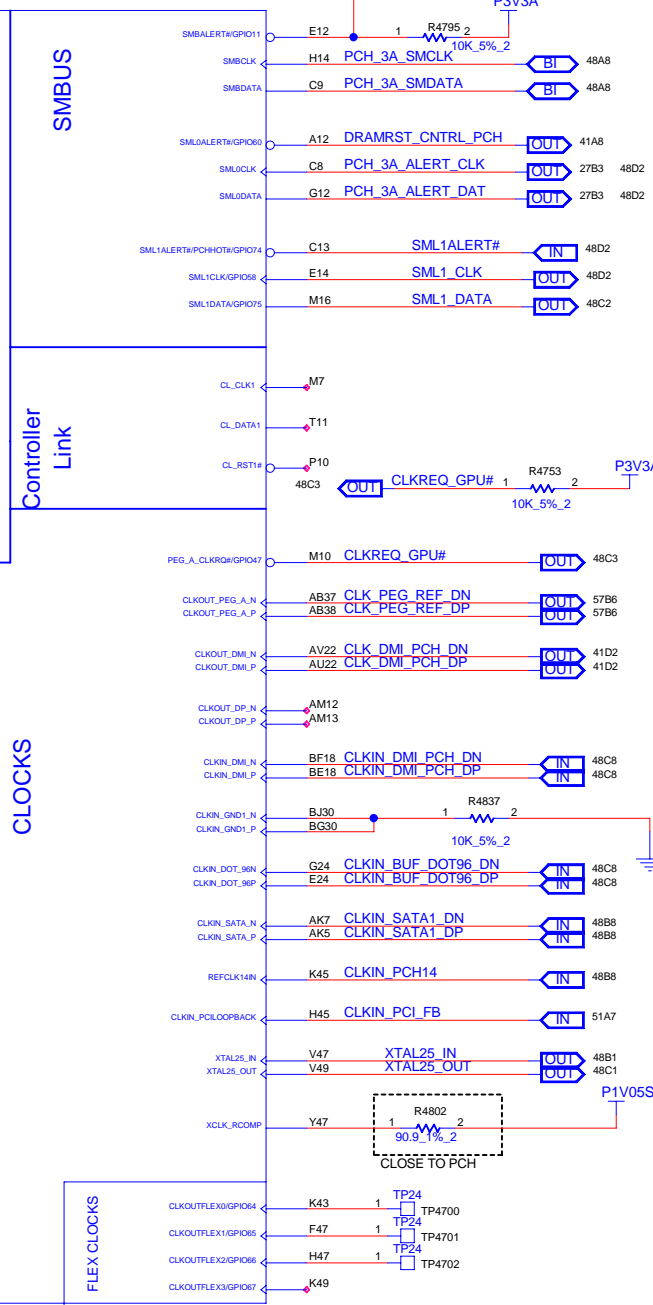 P3V3A
SMBUS
SMBALERT#/GPIO11 E12 1 R4795 2
10K_5%_2
SMBCLK H14 PCH_3A_SMCLK BI 48A8
SMBDATA C9 PCH_3A_SMDATA BI 48A8
SML0ALERT#/GPIO60 A12 DRAMRST_CNTRL_PCH OUT 41A8
SML0CLK C8 PCH_3A_ALERT_CLK OUT 27B3 48D2
SML0DATA G12 PCH_3A_ALERT_DAT OUT 27B3 48D2
SML1ALERT#/PCHHOT#/GPIO74 C13 SML1ALERT# IN 48D2
SML1CLK/GPIO58 E14 SML1_CLK OUT 48D2
SML1DATA/GPIO75 M16 SML1_DATA OUT 48C2
Controller
Link
CL_CLK1 M7
CL_DATA1 T11
CL_RST1# P10
48C3 OUT CLKREQ_GPU# 1 R4753 2 P3V3A
10K_5%_2
CLOCKS
PEG_A_CLKRQ#/GPIO47 M10 CLKREQ_GPU# OUT 48C3
CLKOUT_PEG_A_N AB37 CLK_PEG_REF_DN OUT 57B6
CLKOUT_PEG_A_P AB38 CLK_PEG_REF_DP OUT 57B6
CLKOUT_DMI_N AV22 CLK_DMI_PCH_DN OUT 41D2
CLKOUT_DMI_P AU22 CLK_DMI_PCH_DP OUT 41D2
CLKOUT_DP_N AM12
CLKOUT_DP_P AM13
CLKIN_DMI_N BF18 CLKIN_DMI_PCH_DN IN 48C8
CLKIN_DMI_P BE18 CLKIN_DMI_PCH_DP IN 48C8
CLKIN_GND1_N BJ30 1 R4837 2
CLKIN_GND1_P BG30
10K_5%_2
CLKIN_DOT_96N G24 CLKIN_BUF_DOT96_DN IN 48C8
CLKIN_DOT_96P E24 CLKIN_BUF_DOT96_DP IN 48C8
CLKIN_SATA_N AK7 CLKIN_SATA1_DN IN 48B8
CLKIN_SATA_P AK5 CLKIN_SATA1_DP IN 48B8
REFCLK14IN K45 CLKIN_PCH14 IN 48B8
CLKIN_PCILOOPBACK H45 CLKIN_PCI_FB IN 51A7
XTAL25_IN V47 XTAL25_IN OUT 48B1
XTAL25_OUT V49 XTAL25_OUT OUT 48C1
P1V05S
XCLK_RCOMP Y47 1 R4802 2
90.9_1%_2
CLOSE TO PCH
FLEX CLOCKS
CLKOUTFLEX0/GPIO64 K43 1 TP24 TP4700
CLKOUTFLEX1/GPIO65 F47 1 TP24 TP4701
CLKOUTFLEX2/GPIO66 H47 1 TP24 TP4702
CLKOUTFLEX3/GPIO67 K49